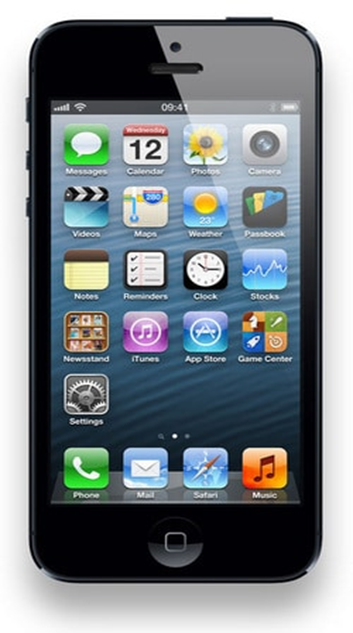 09:41
Wednesday
12
280
23°
Messages Calendar Photos Camera
Videos Maps Weather Passbook
Notes Reminders Clock Stocks
Newsstand iTunes App Store Game Center
Settings
Phone Mail Safari Music